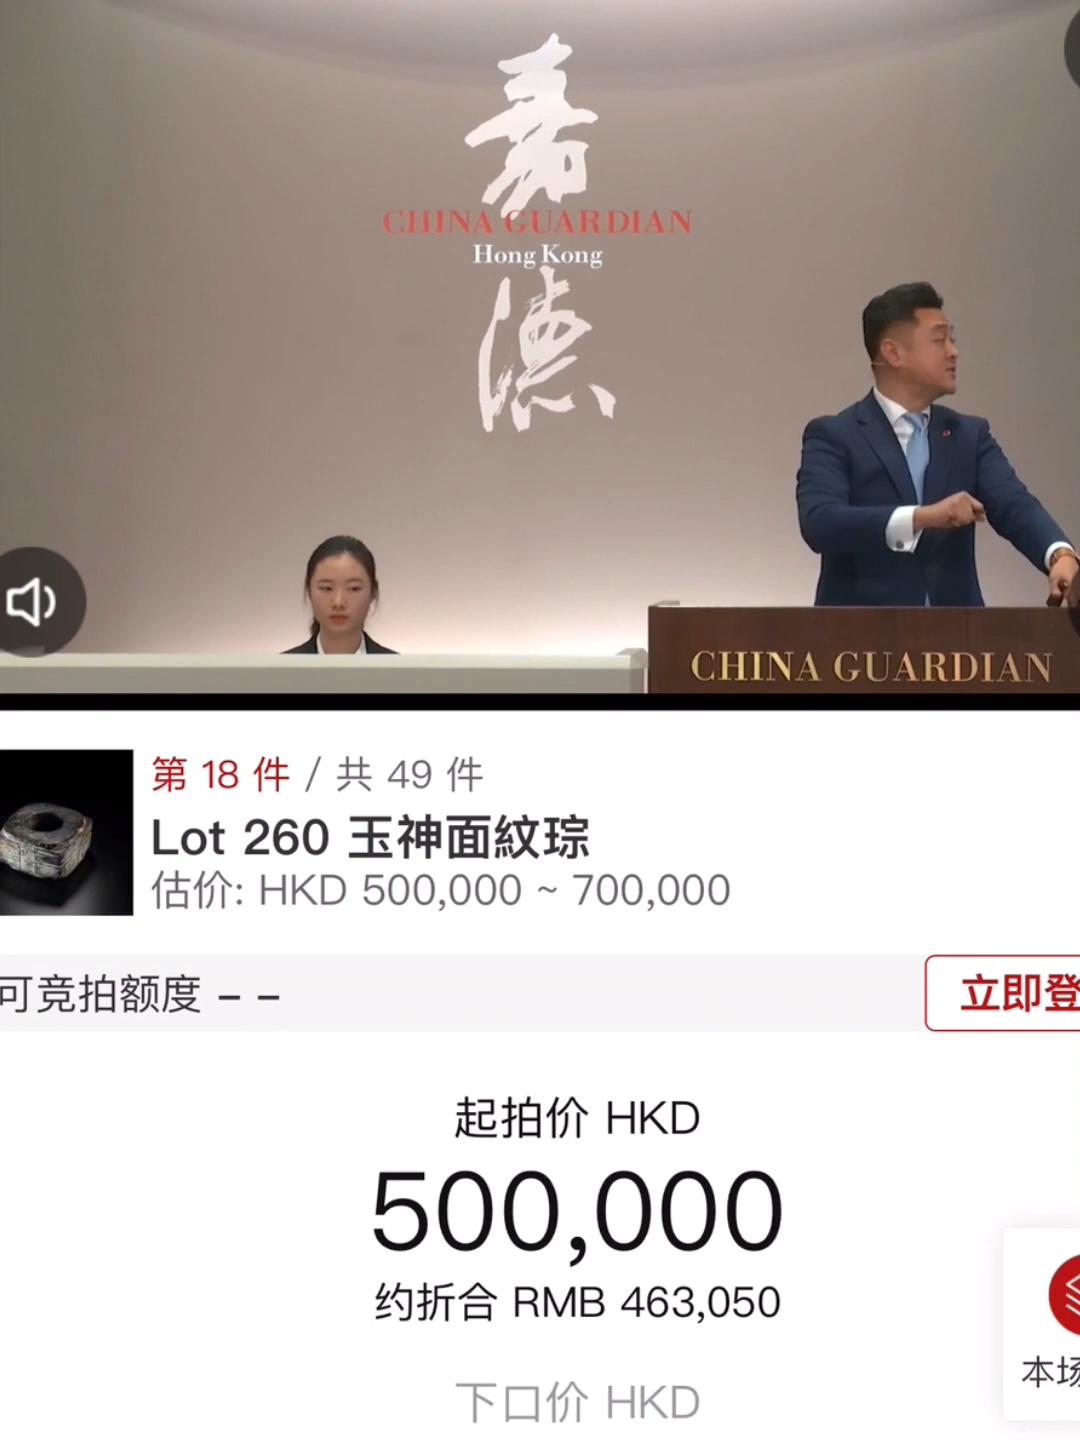 嘉
CHINA GUARDIAN
Hong Kong
德
CHINA GUARDIAN
第 18 件 / 共 49 件
Lot 260 玉神面紋琮
估价: HKD 500,000 ~ 700,000
可竞拍额度 – –
立即登
起拍价 HKD
500,000
约折合 RMB 463,050
本场
下口价 HKD